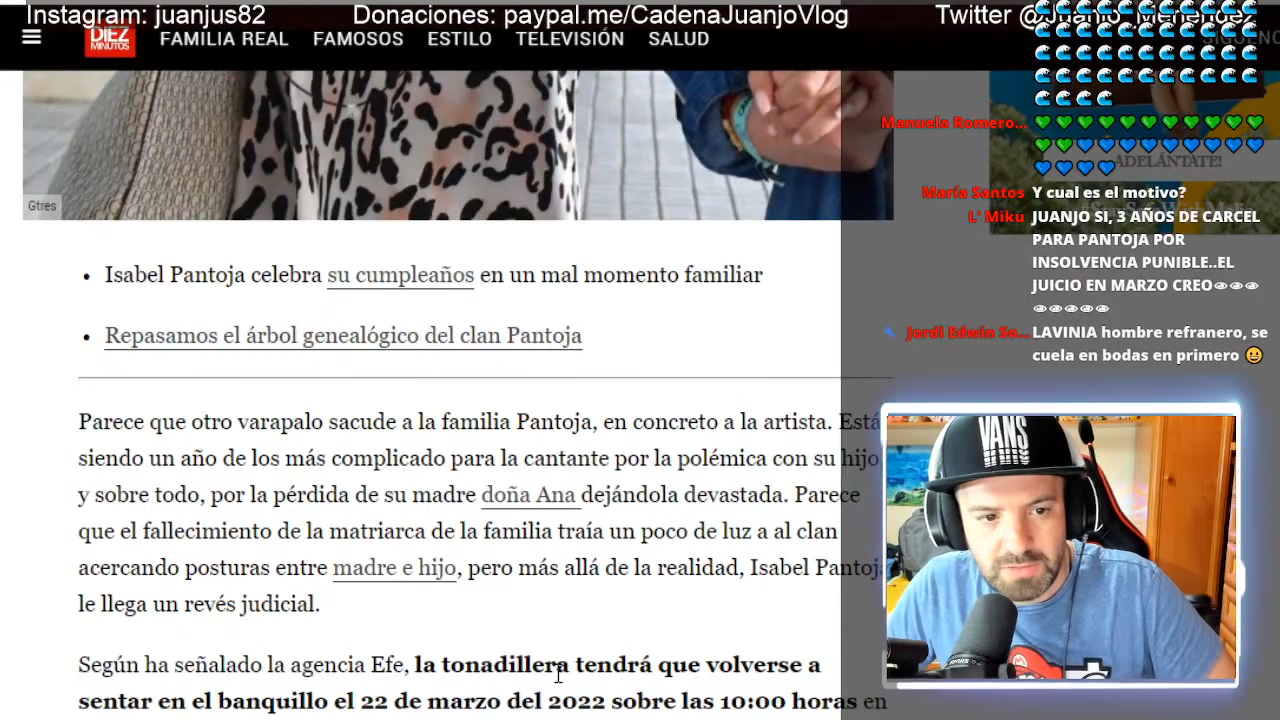 Instagram: juanjus82 Donaciones: paypal.me/CadenaJuanjoVlog Twitter @Juanjo_Menendez
DIEZ
MINUTOS
FAMILIA REAL FAMOSOS ESTILO TELEVISIÓN SALUD
Gtres
• Isabel Pantoja celebra su cumpleaños en un mal momento familiar
• Repasamos el árbol genealógico del clan Pantoja
Parece que otro varapalo sacude a la familia Pantoja, en concreto a la artista. Está
siendo un año de los más complicado para la cantante por la polémica con su hijo
y sobre todo, por la pérdida de su madre doña Ana dejándola devastada. Parece
que el fallecimiento de la matriarca de la familia traía un poco de luz a al clan
acercando posturas entre madre e hijo, pero más allá de la realidad, Isabel Pantoja
le llega un revés judicial.
Según ha señalado la agencia Efe, la tonadillera tendrá que volverse a
sentar en el banquillo el 22 de marzo del 2022 sobre las 10:00 horas en
Manuela Romero...
ADELÁNTATE!
María Santos Y cual es el motivo?
L' Miku JUANJO SI, 3 AÑOS DE CARCEL
PARA PANTOJA POR
INSOLVENCIA PUNIBLE..EL
JUICIO EN MARZO CREO
Jordi Edwin So... LAVINIA hombre refranero, se
cuela en bodas en primero
VANS